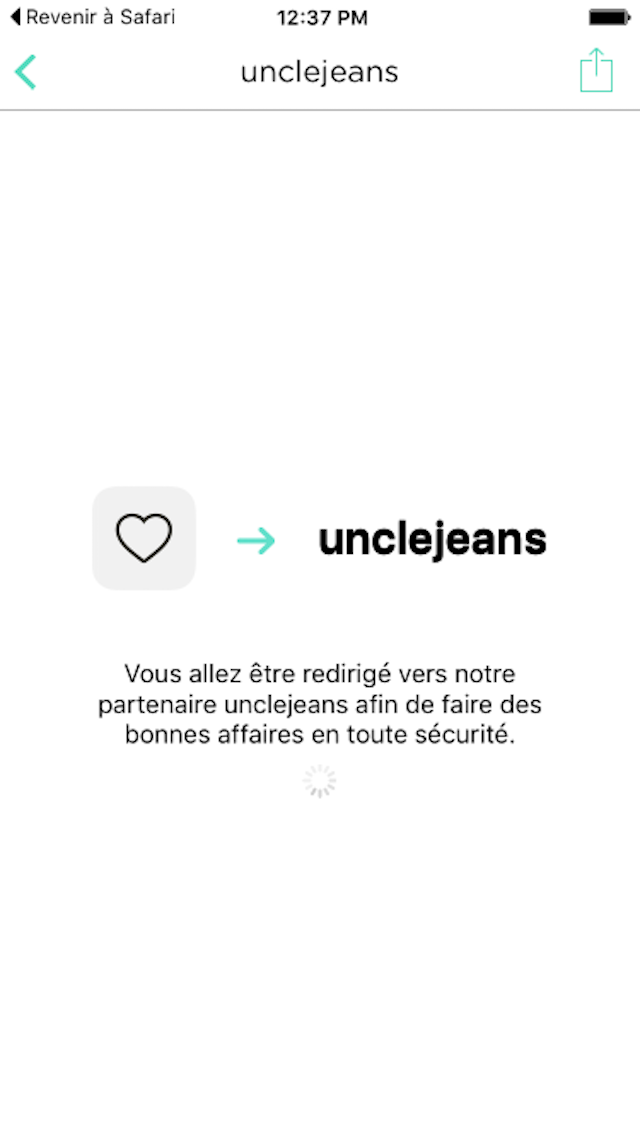 Revenir à Safari
12:37 PM
unclejeans
unclejeans
Vous allez être redirigé vers notre
partenaire unclejeans afin de faire des
bonnes affaires en toute sécurité.